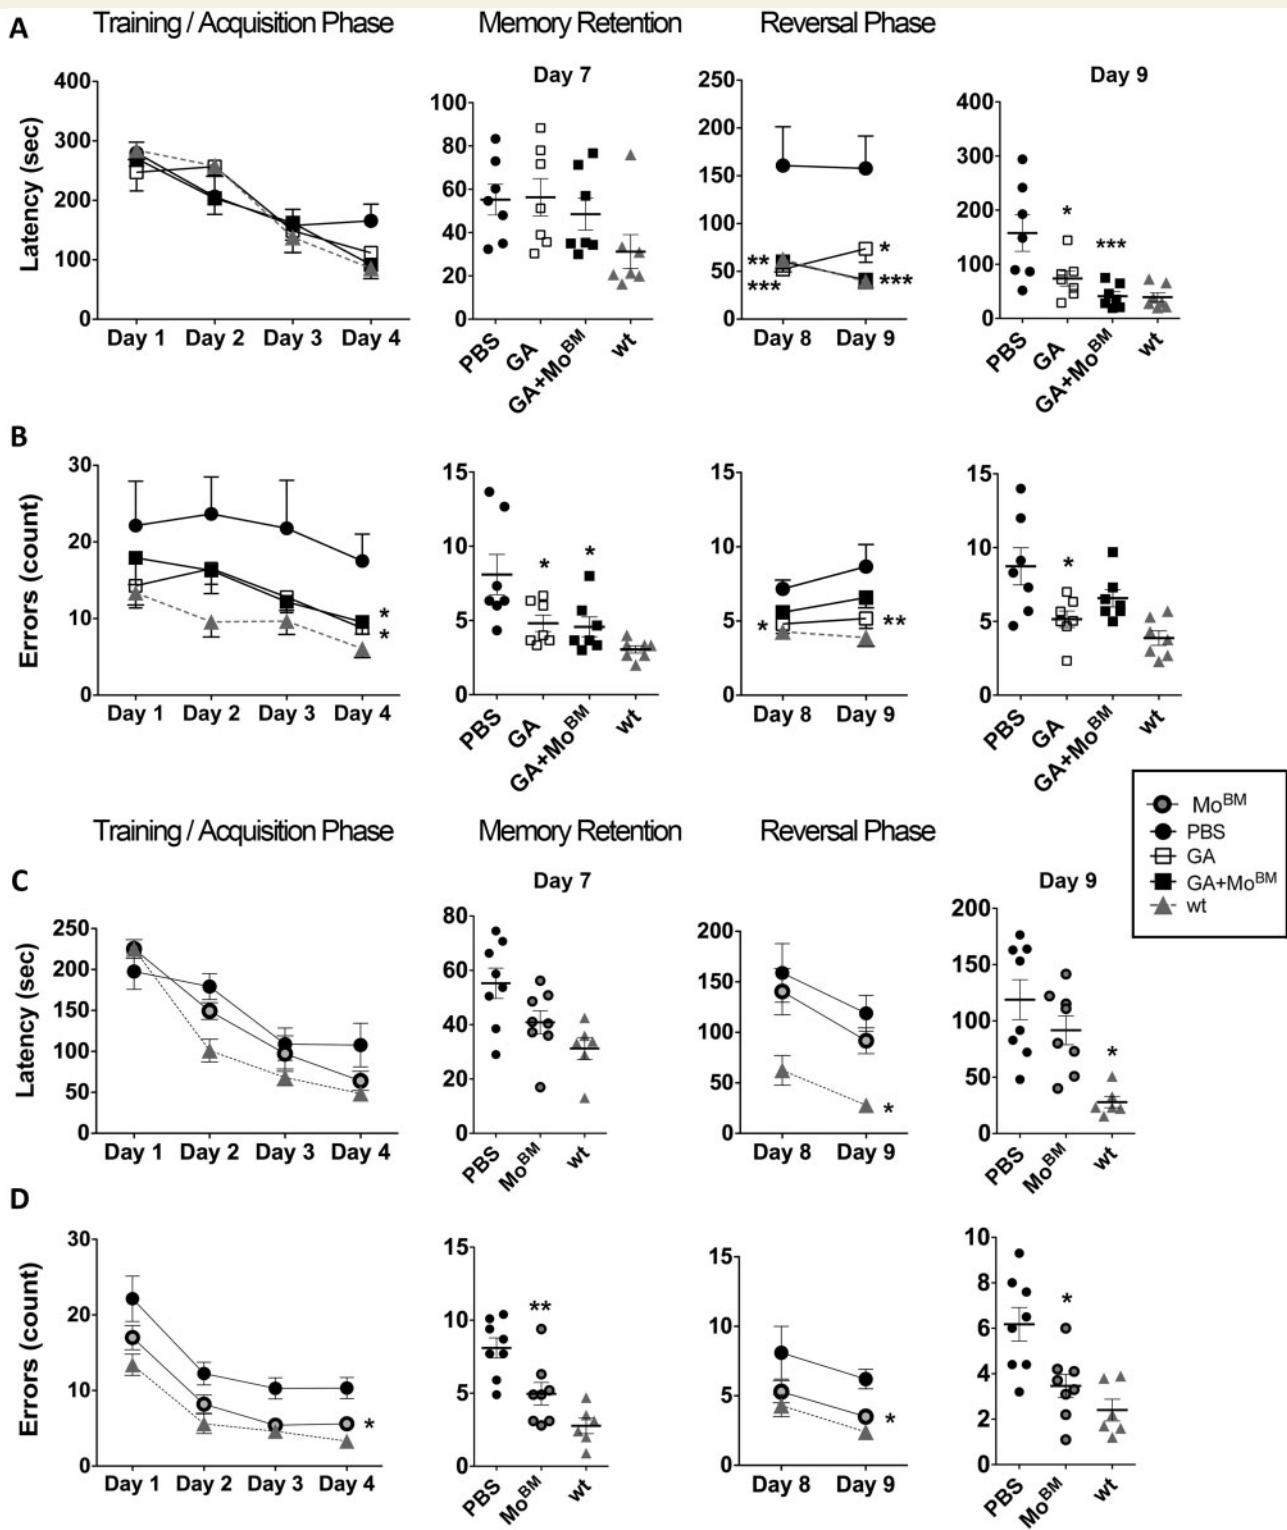 A
Training / Acquisition Phase
Memory Retention
Reversal Phase
Day 7
Day 9
Latency (sec)
400
300
200
100
0
Day 1 Day 2 Day 3 Day 4
100
80
60
40
20
0
PBS
GA
GA+Mo^BM
wt
250
200
150
100
50
0
**
***
*
***
Day 8 Day 9
400
300
200
100
0
*
***
PBS
GA
GA+Mo^BM
wt
B
Errors (count)
30
20
10
0
*
*
Day 1 Day 2 Day 3 Day 4
15
10
5
0
*
*
PBS
GA
GA+Mo^BM
wt
15
10
5
0
*
**
Day 8 Day 9
15
10
5
0
*
PBS
GA
GA+Mo^BM
wt
Mo^BM
PBS
GA
GA+Mo^BM
wt
Training / Acquisition Phase
Memory Retention
Reversal Phase
C
Day 7
Day 9
Latency (sec)
250
200
150
100
50
0
Day 1 Day 2 Day 3 Day 4
80
60
40
20
0
PBS
Mo^BM
wt
200
150
100
50
0
*
Day 8 Day 9
200
150
100
50
0
*
PBS
Mo^BM
wt
D
Errors (count)
30
20
10
0
*
Day 1 Day 2 Day 3 Day 4
15
10
5
0
**
PBS
Mo^BM
wt
15
10
5
0
*
Day 8 Day 9
10
8
6
4
2
0
*
PBS
Mo^BM
wt